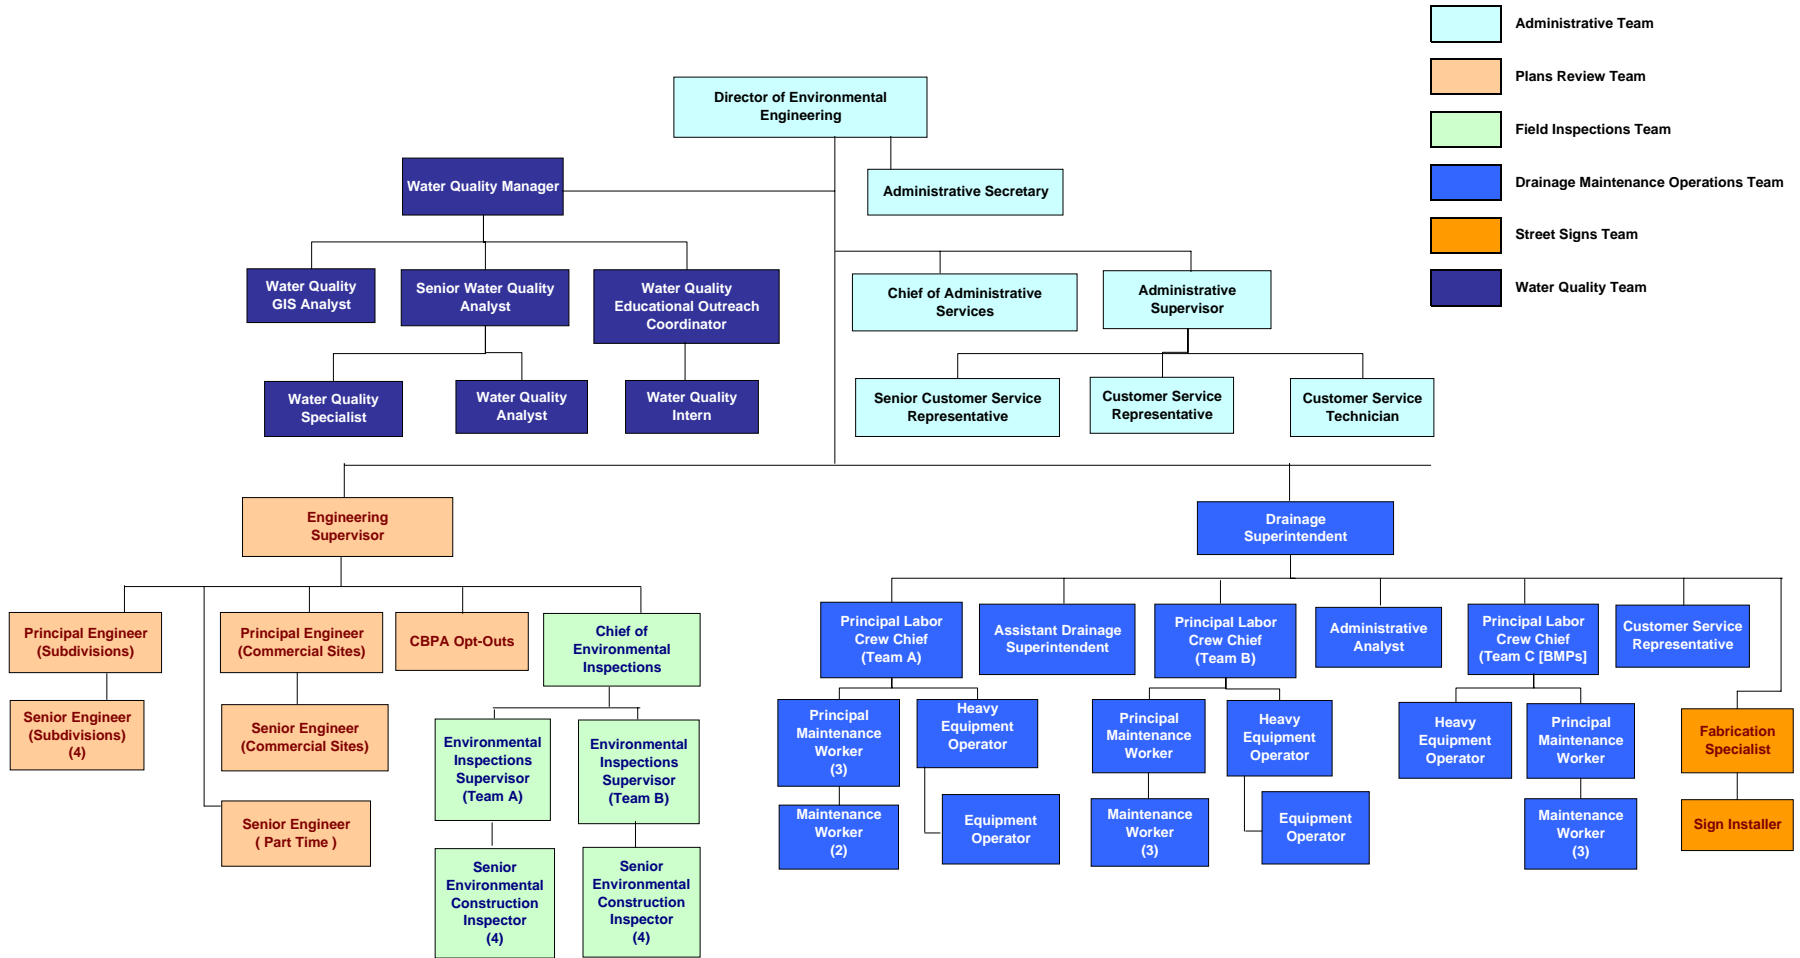 Administrative Team
Plans Review Team
Field Inspections Team
Drainage Maintenance Operations Team
Street Signs Team
Water Quality Team
Director of Environmental
Engineering
Water Quality Manager
Administrative Secretary
Water Quality
GIS Analyst
Senior Water Quality
Analyst
Water Quality
Educational Outreach
Coordinator
Chief of Administrative
Services
Administrative
Supervisor
Water Quality
Specialist
Water Quality
Analyst
Water Quality
Intern
Senior Customer Service
Representative
Customer Service
Representative
Customer Service
Technician
Engineering
Supervisor
Drainage
Superintendent
Principal Engineer
(Subdivisions)
Principal Engineer
(Commercial Sites)
CBPA Opt-Outs
Chief of
Environmental
Inspections
Principal Labor
Crew Chief
(Team A)
Assistant Drainage
Superintendent
Principal Labor
Crew Chief
(Team B)
Administrative
Analyst
Principal Labor
Crew Chief
(Team C [BMPs]
Customer Service
Representative
Senior Engineer
(Subdivisions)
(4)
Senior Engineer
(Commercial Sites)
Senior Engineer
( Part Time )
Environmental
Inspections
Supervisor
(Team A)
Environmental
Inspections
Supervisor
(Team B)
Senior
Environmental
Construction
Inspector
(4)
Senior
Environmental
Construction
Inspector
(4)
Principal
Maintenance
Worker
(3)
Heavy
Equipment
Operator
Principal
Maintenance
Worker
Heavy
Equipment
Operator
Heavy
Equipment
Operator
Principal
Maintenance
Worker
Fabrication
Specialist
Maintenance
Worker
(2)
Equipment
Operator
Maintenance
Worker
(3)
Equipment
Operator
Maintenance
Worker
(3)
Sign Installer